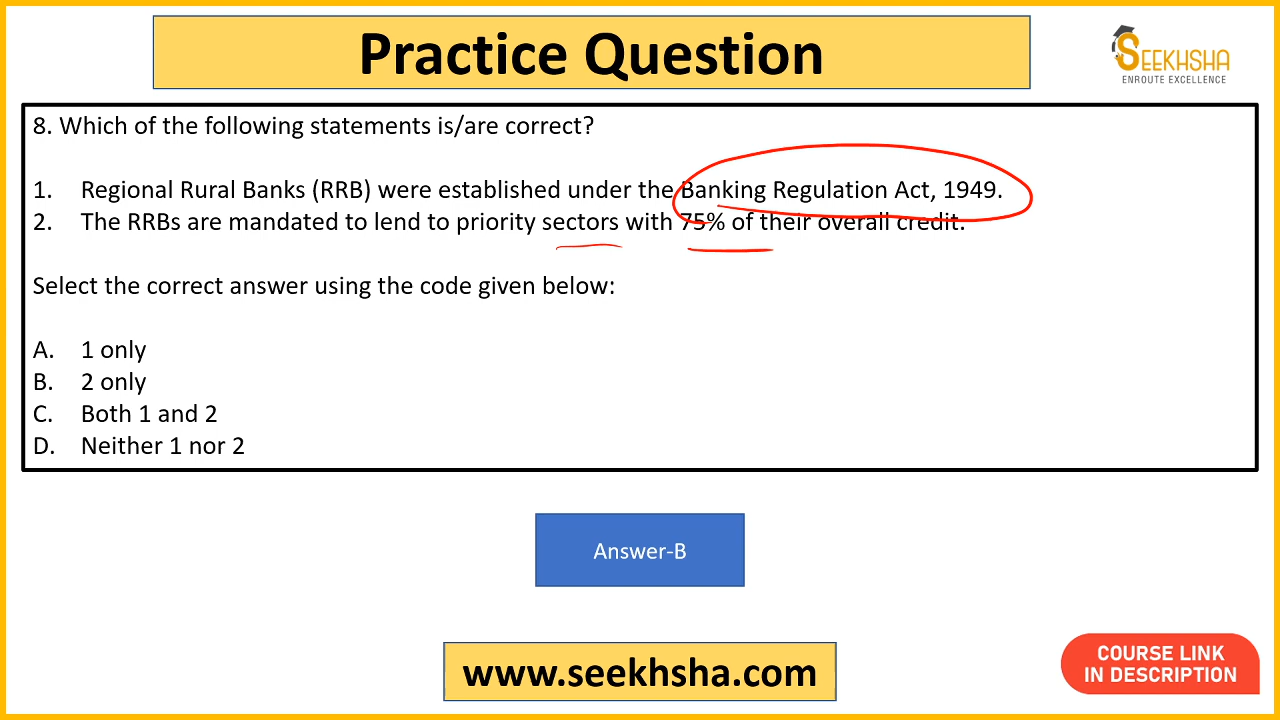 Practice Question
SEEKHSHA
ENROUTE EXCELLENCE
8. Which of the following statements is/are correct?
1. Regional Rural Banks (RRB) were established under the Banking Regulation Act, 1949.
2. The RRBs are mandated to lend to priority sectors with 75% of their overall credit.
Select the correct answer using the code given below:
A. 1 only
B. 2 only
C. Both 1 and 2
D. Neither 1 nor 2
Answer-B
www.seekhsha.com
COURSE LINK
IN DESCRIPTION